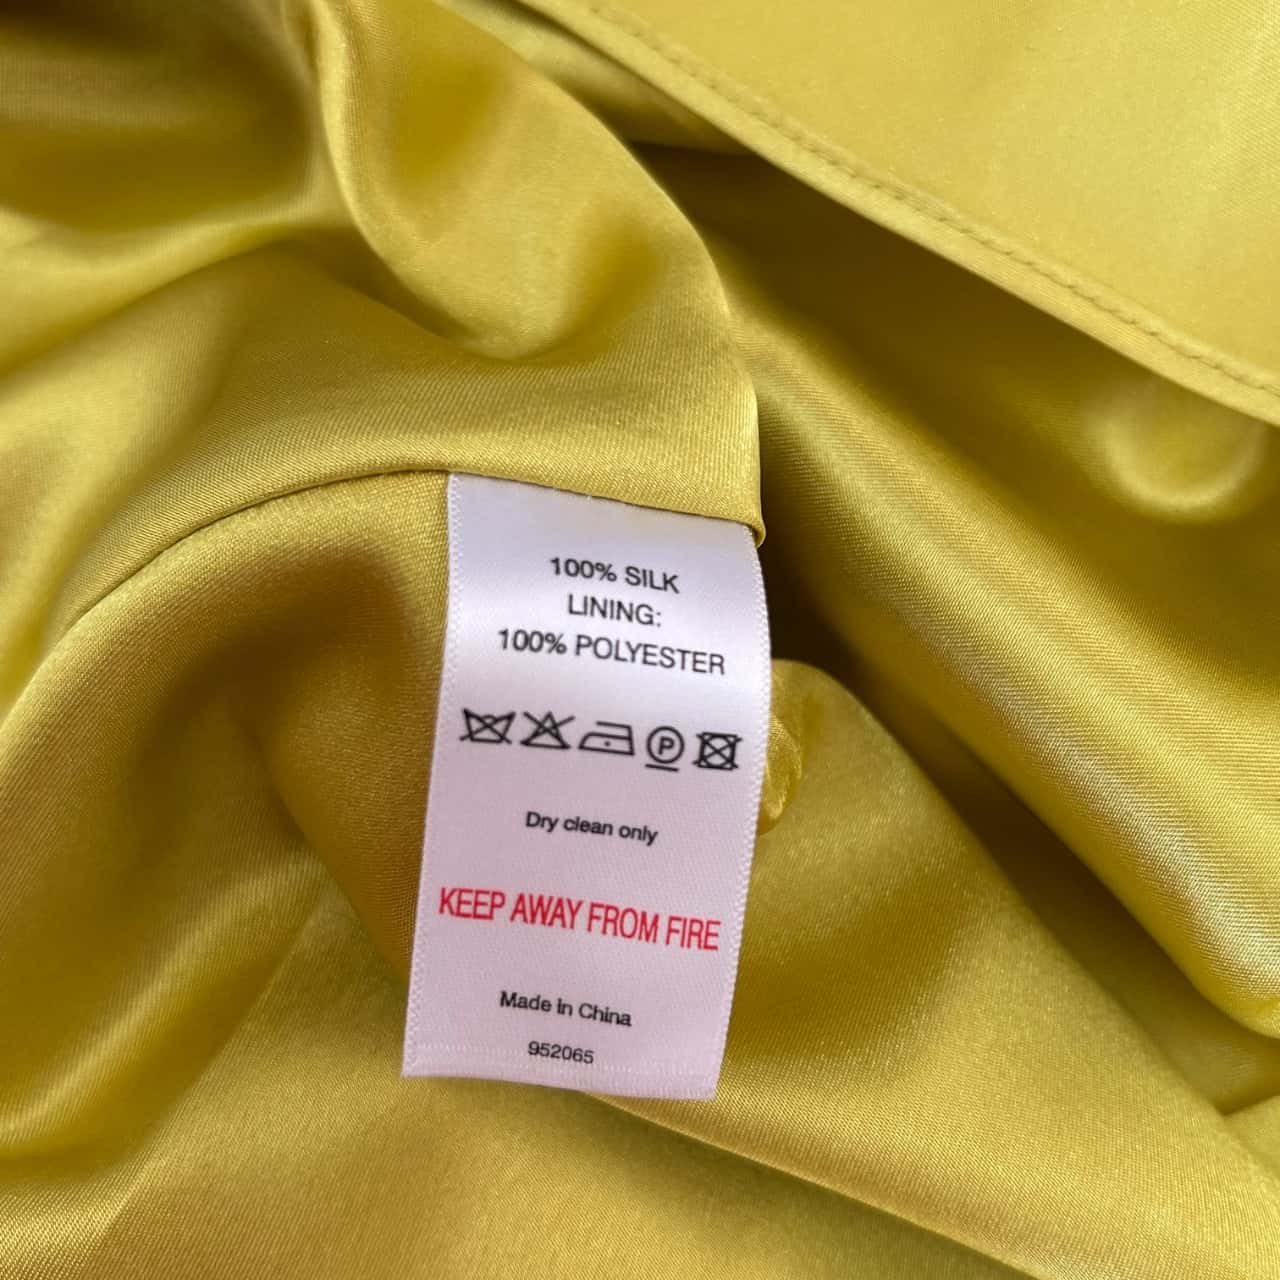 100% SILK
LINING:
100% POLYESTER
P
Dry clean only
KEEP AWAY FROM FIRE
Made In China
952065